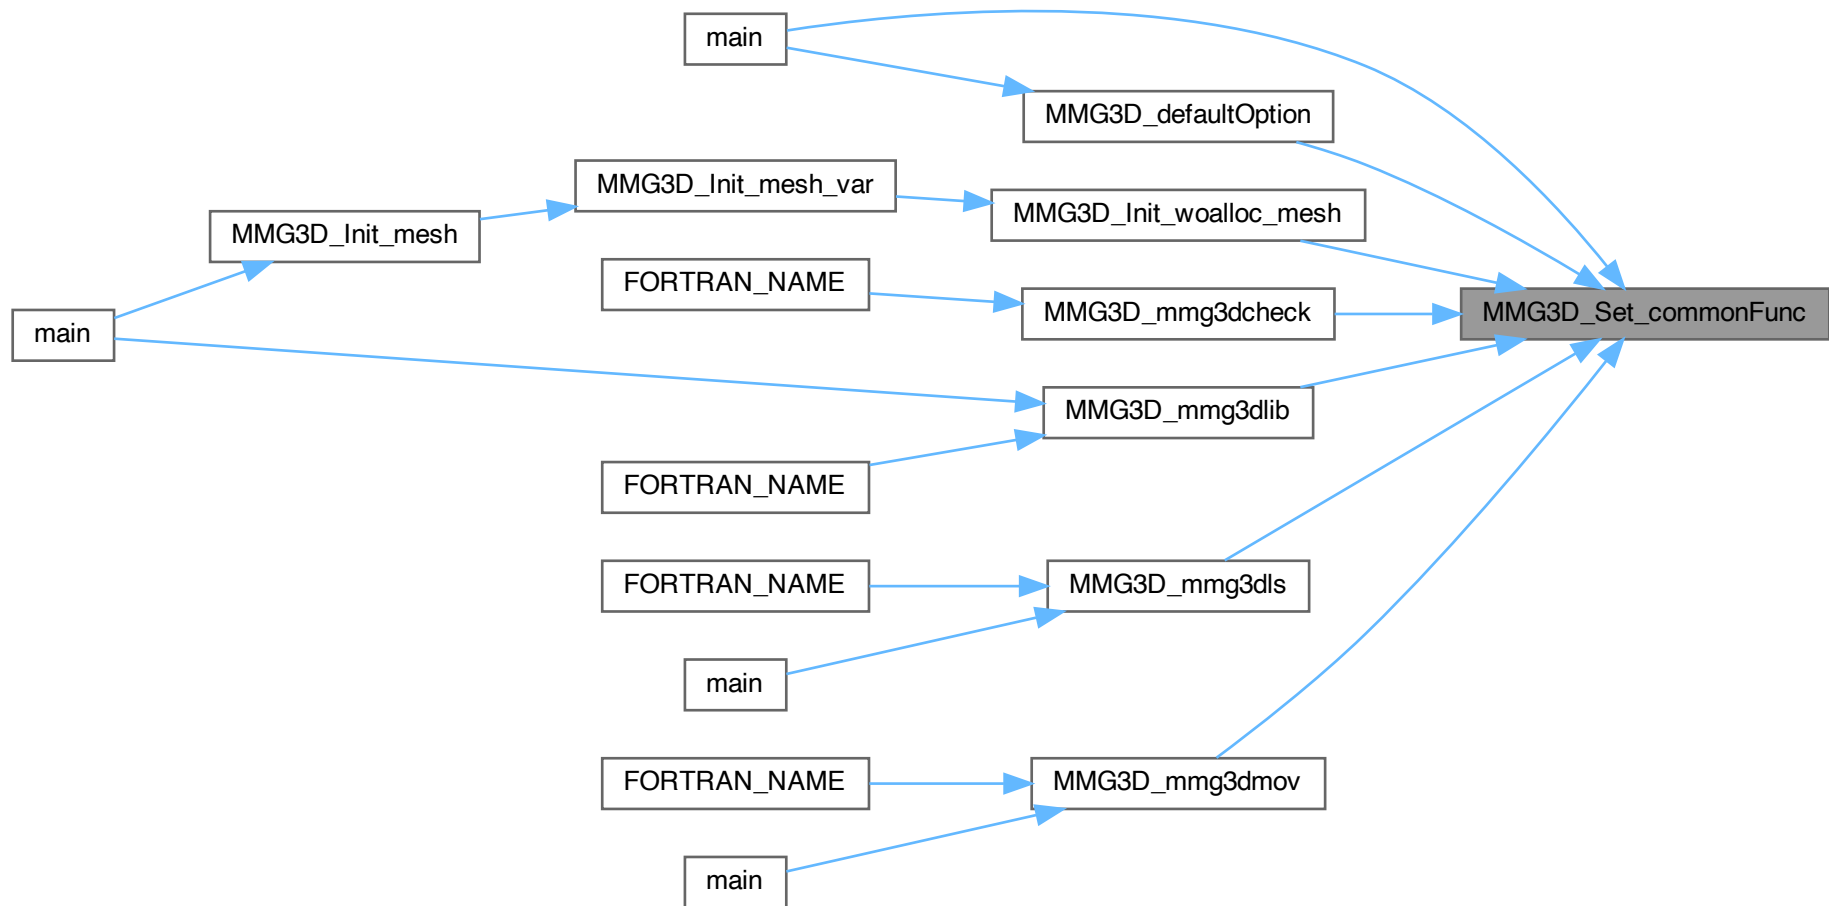 main
MMG3D_defaultOption
MMG3D_Init_mesh_var
MMG3D_Init_woalloc_mesh
MMG3D_Init_mesh
FORTRAN_NAME
MMG3D_mmg3dcheck
MMG3D_Set_commonFunc
main
MMG3D_mmg3dlib
FORTRAN_NAME
FORTRAN_NAME
MMG3D_mmg3dls
main
FORTRAN_NAME
MMG3D_mmg3dmov
main